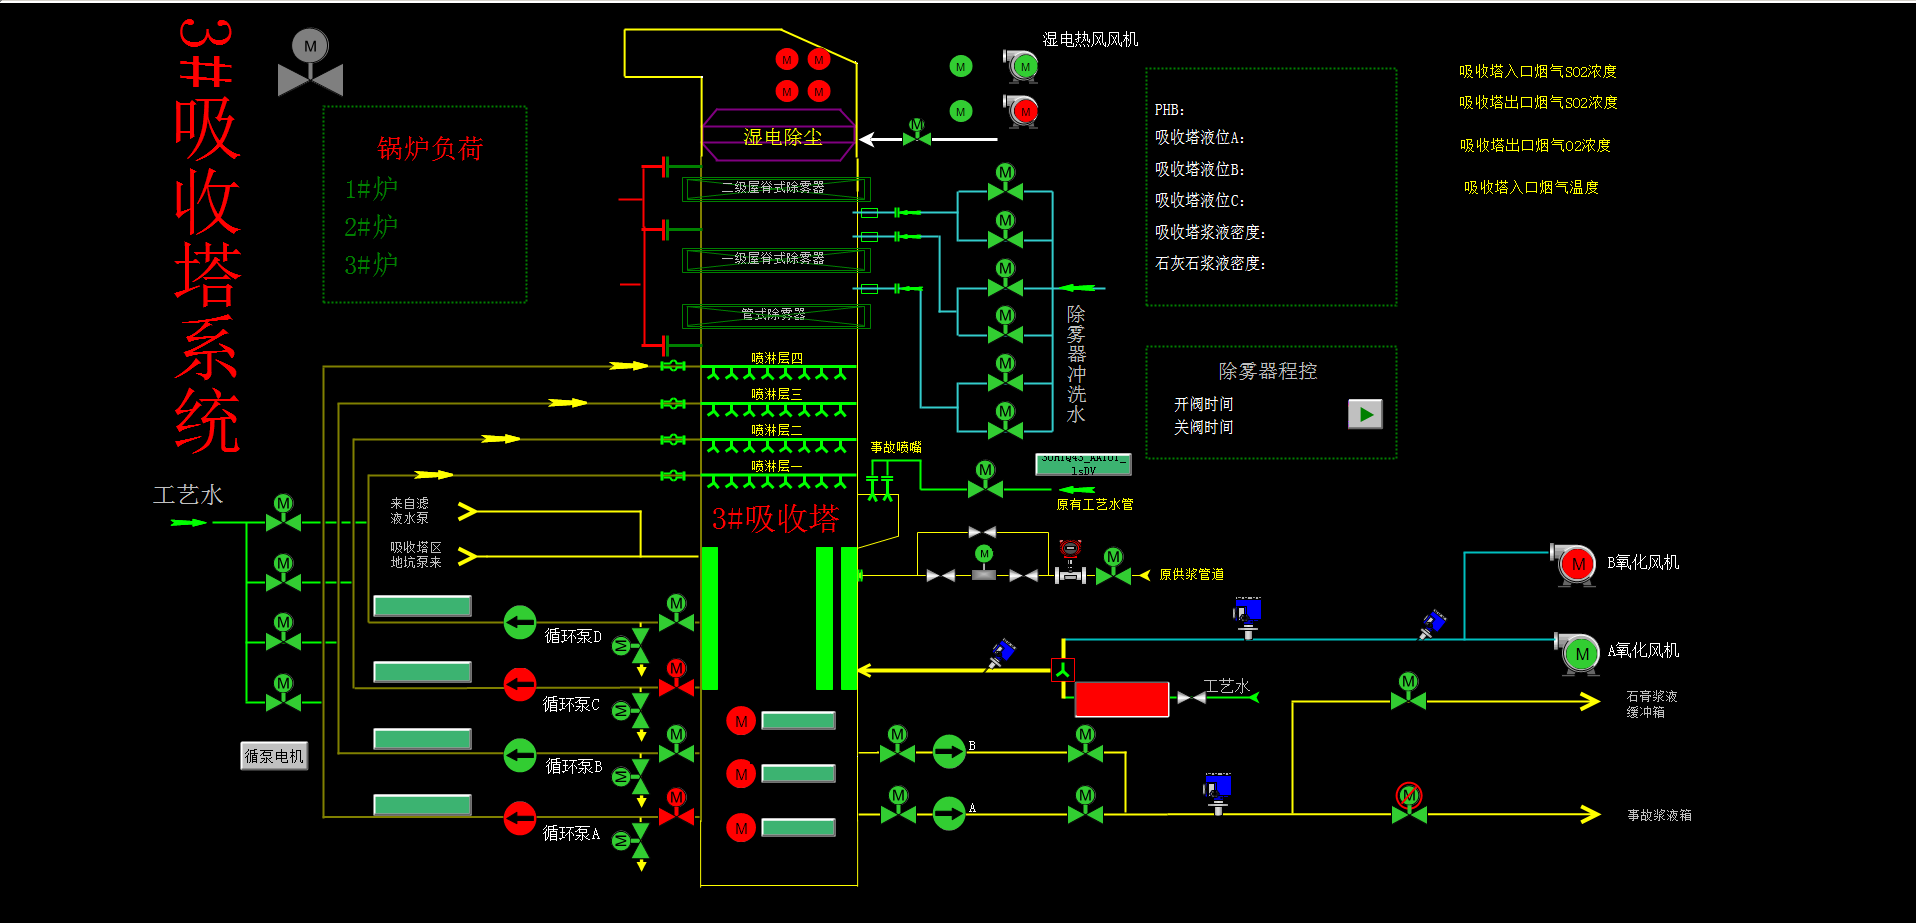 3#吸收塔系统
M
锅炉负荷
1#炉
2#炉
3#炉
湿电热风风机
湿电除尘
二级屋脊式除雾器
一级屋脊式除雾器
管式除雾器
喷淋层四
喷淋层三
喷淋层二
喷淋层一
3#吸收塔
除雾器冲洗水
PHB:
吸收塔液位A:
吸收塔液位B:
吸收塔液位C:
吸收塔浆液密度:
石灰石浆液密度:
吸收塔入口烟气SO2浓度
吸收塔出口烟气SO2浓度
吸收塔出口烟气O2浓度
吸收塔入口烟气温度
除雾器程控
开阀时间
关阀时间
事故喷嘴
1sDV
原有工艺水管
原供浆管道
工艺水
来自滤
液水泵
吸收塔区
地坑泵来
循环泵D
循环泵C
循环泵B
循环泵A
循泵电机
B氧化风机
A氧化风机
工艺水
石膏浆液
缓冲箱
事故浆液箱
B
A